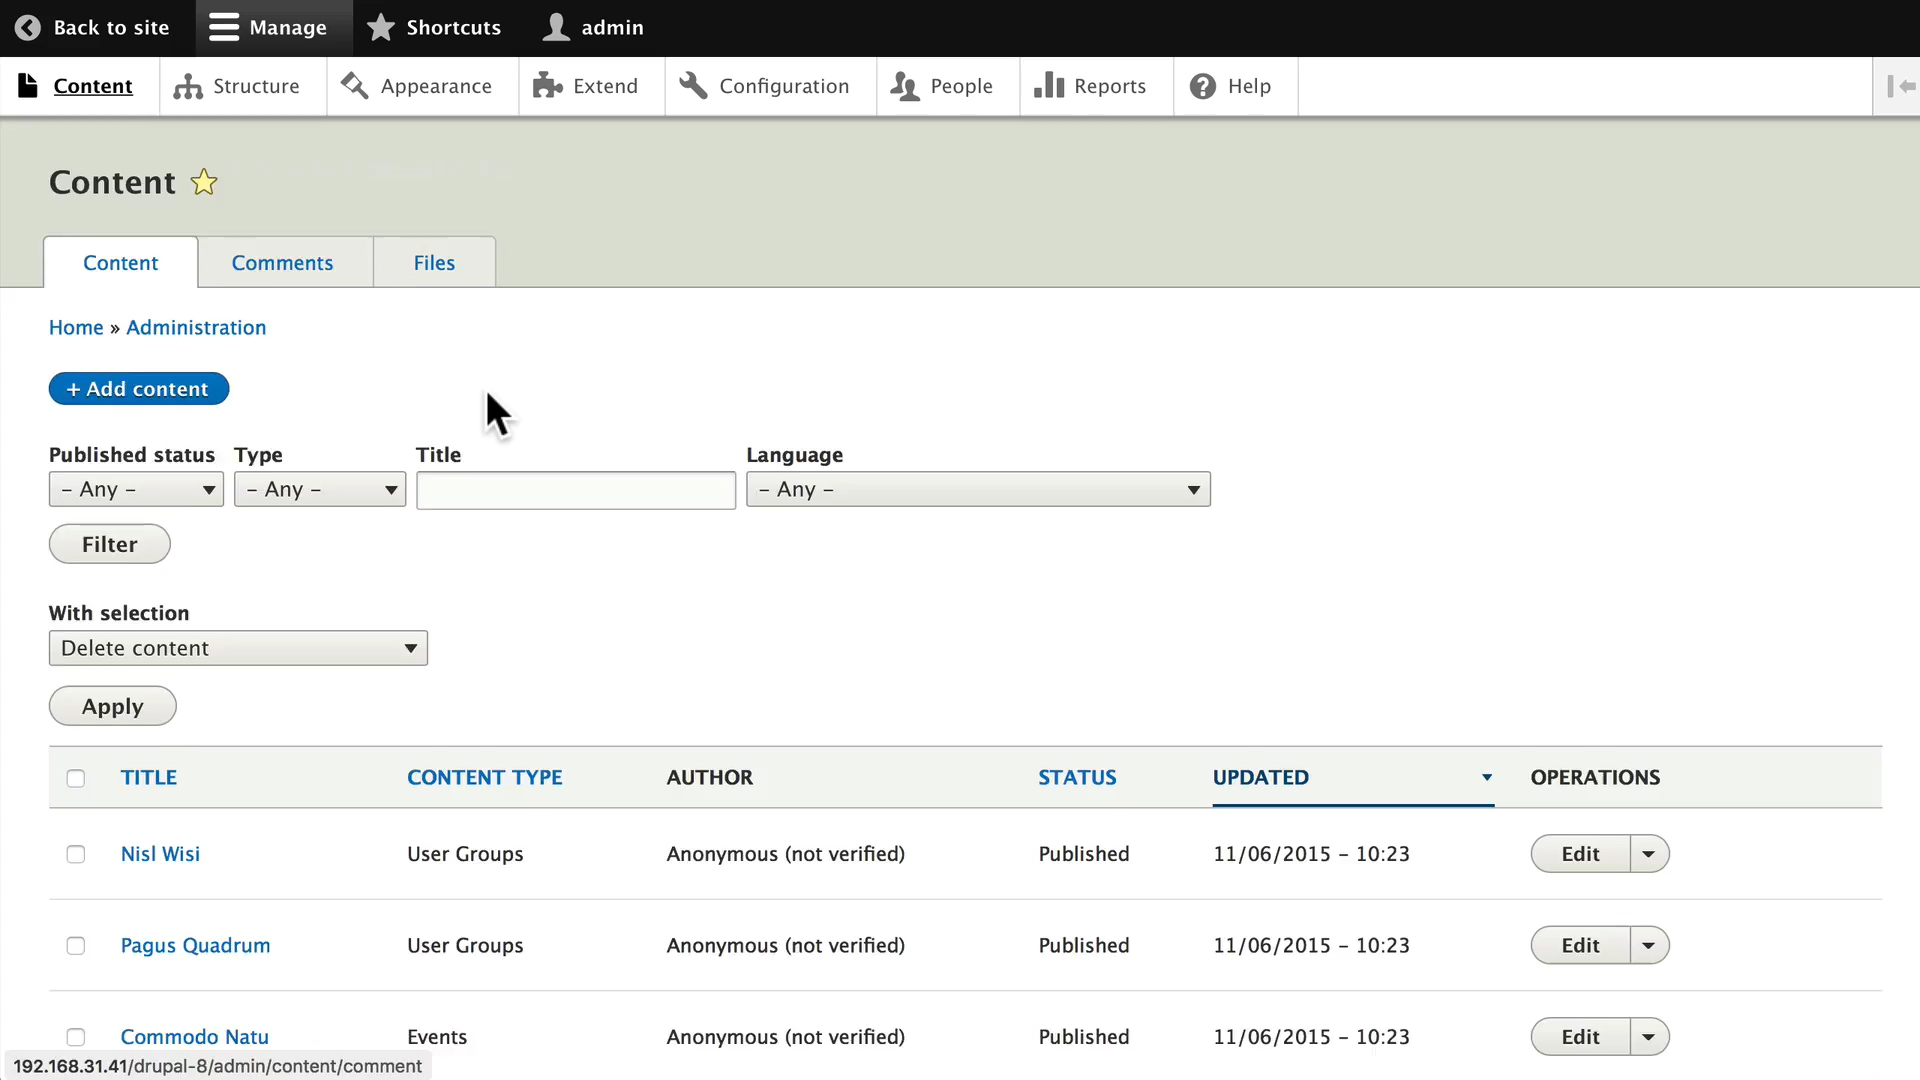 Back to site Manage Shortcuts admin
Content Structure Appearance Extend Configuration People Reports Help
Content
Content Comments Files
Home » Administration
+ Add content
Published status Type Title Language
- Any - - Any - - Any -
Filter
With selection
Delete content
Apply
TITLE CONTENT TYPE AUTHOR STATUS UPDATED OPERATIONS
Nisl Wisi User Groups Anonymous (not verified) Published 11/06/2015 - 10:23 Edit
Pagus Quadrum User Groups Anonymous (not verified) Published 11/06/2015 - 10:23 Edit
Commodo Natu Events Anonymous (not verified) Published 11/06/2015 - 10:23 Edit
192.168.31.41/drupal-8/admin/content/comment